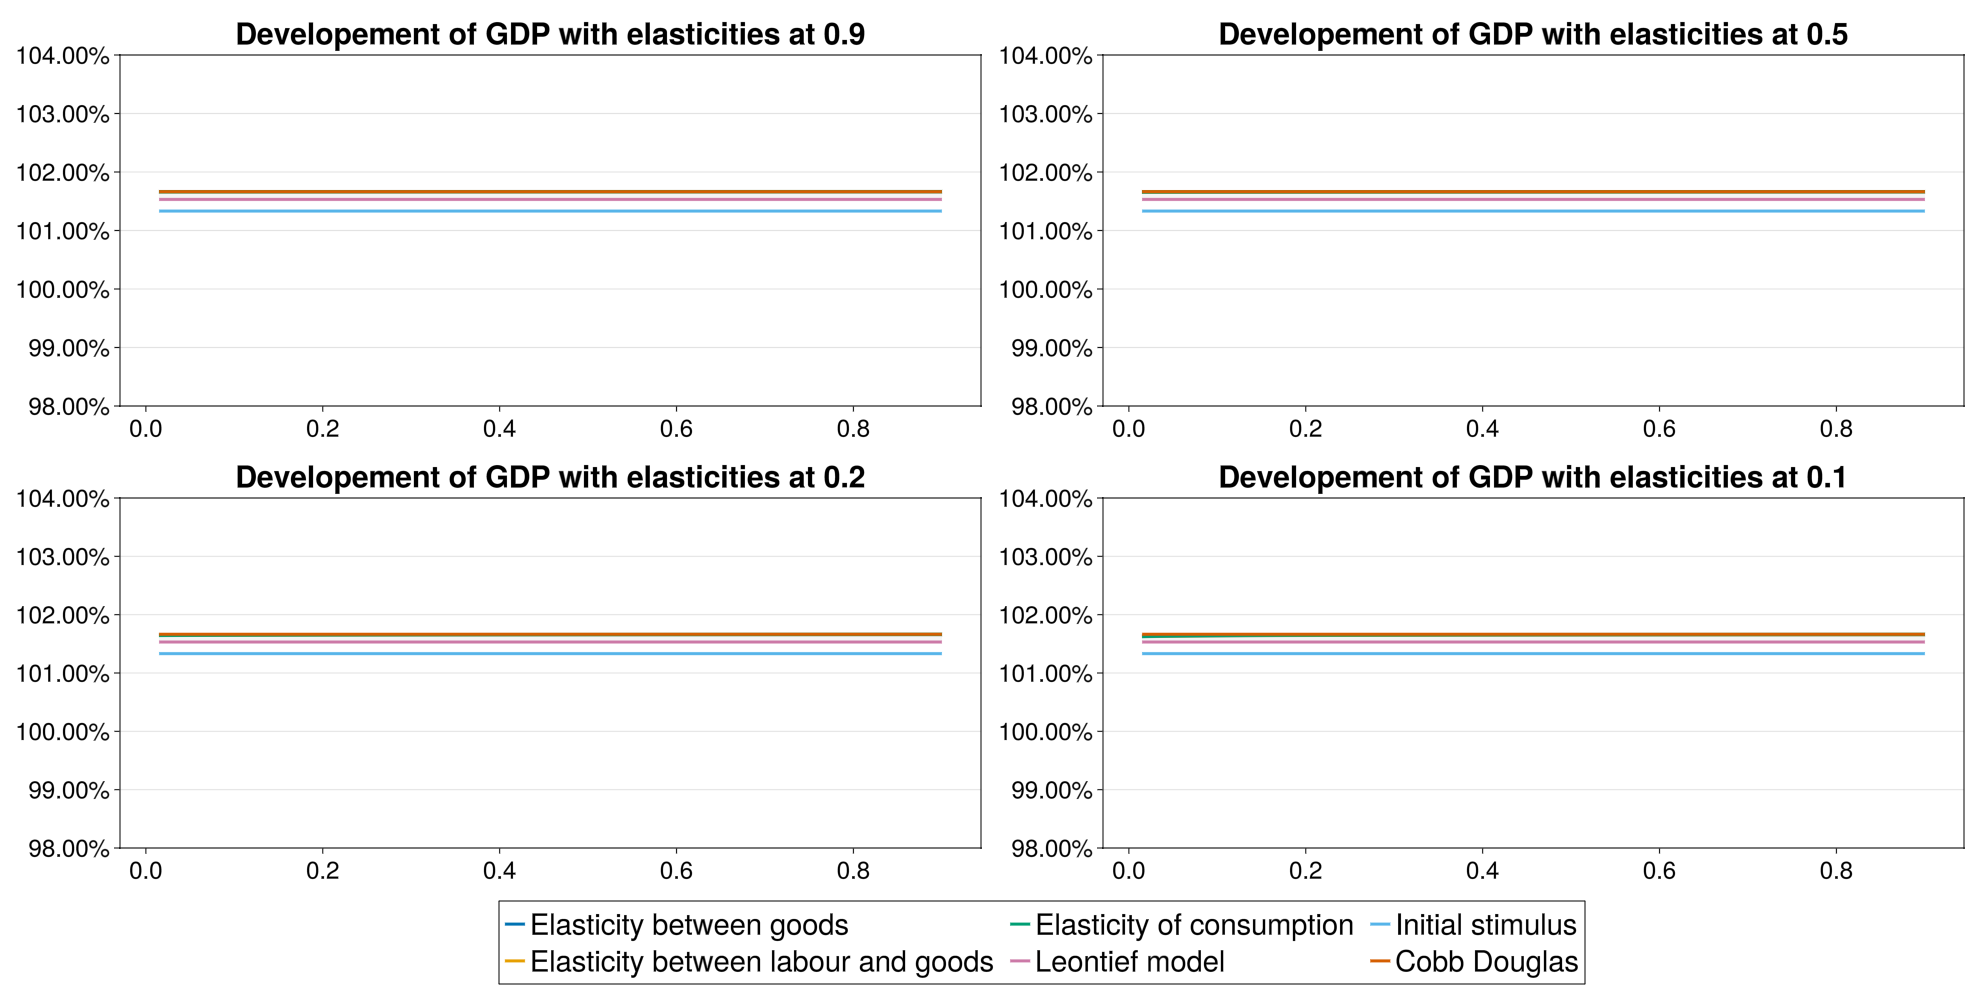 Developement of GDP with elasticities at 0.9
104.00%
103.00%
102.00%
101.00%
100.00%
99.00%
98.00%
0.0 0.2 0.4 0.6 0.8
Developement of GDP with elasticities at 0.5
104.00%
103.00%
102.00%
101.00%
100.00%
99.00%
98.00%
0.0 0.2 0.4 0.6 0.8
Developement of GDP with elasticities at 0.2
104.00%
103.00%
102.00%
101.00%
100.00%
99.00%
98.00%
0.0 0.2 0.4 0.6 0.8
Developement of GDP with elasticities at 0.1
104.00%
103.00%
102.00%
101.00%
100.00%
99.00%
98.00%
0.0 0.2 0.4 0.6 0.8
Elasticity between goods Elasticity of consumption Initial stimulus
Elasticity between labour and goods Leontief model Cobb Douglas